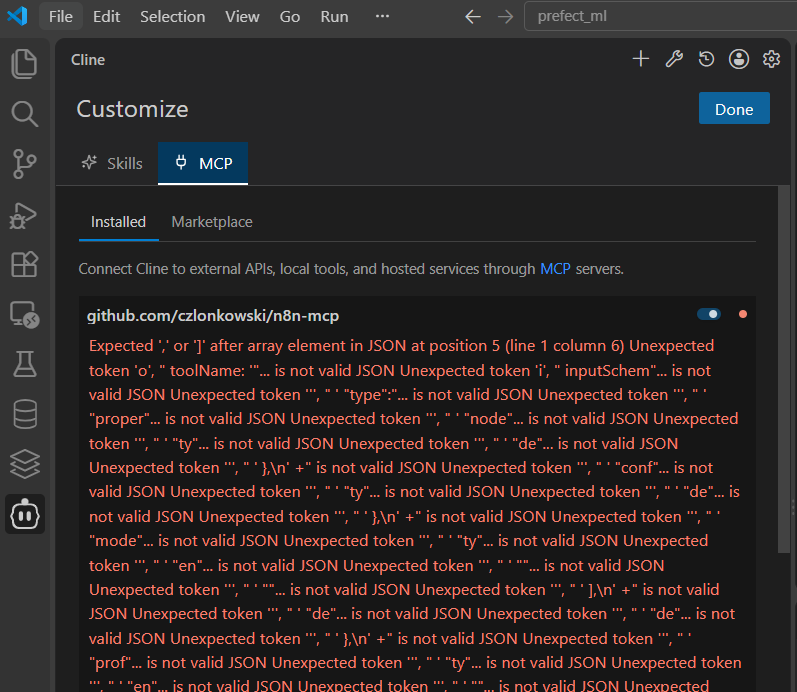 File Edit Selection View Go Run ··· prefect_ml
Cline
Customize Done
Skills MCP
Installed Marketplace
Connect Cline to external APIs, local tools, and hosted services through MCP servers.
github.com/czlonkowski/n8n-mcp
Expected ',' or ']' after array element in JSON at position 5 (line 1 column 6) Unexpected
token 'o', " toolName: '"... is not valid JSON Unexpected token 'i', " inputSchem"... is not
valid JSON Unexpected token ''', " ' "type":"... is not valid JSON Unexpected token ''', " '
"proper"... is not valid JSON Unexpected token ''', " ' "node"... is not valid JSON
Unexpected token ''', " ' "ty"... is not valid JSON Unexpected token ''', " ' "de"... is not
valid JSON Unexpected token ''', " ' "ty"... is not valid JSON
Unexpected token ''', " ' },\n' +" is not valid JSON Unexpected token ''', " ' "conf"... is not
valid JSON Unexpected token ''', " ' "ty"... is not valid JSON Unexpected token ''', " ' "de"... is
not valid JSON Unexpected token ''', " ' },\n' +" is not valid JSON Unexpected token ''', " '
"mode"... is not valid JSON Unexpected token ''', " ' "ty"... is not valid JSON Unexpected
token ''', " ' "en"... is not valid JSON Unexpected token ''', " ' ""... is not valid JSON
Unexpected token ''', " ' ""... is not valid JSON Unexpected token ''', " ' ],\n' +" is not valid
JSON Unexpected token ''', " ' "de"... is not valid JSON Unexpected token ''', " ' "de"... is not
valid JSON Unexpected token ''', " ' },\n' +" is not valid JSON Unexpected token ''', " '
"prof"... is not valid JSON Unexpected token ''', " ' "ty"... is not valid JSON Unexpected token
''', " ' "en"... is not valid JSON Unexpected token ''', " ' ""... is not valid JSON Unexpected